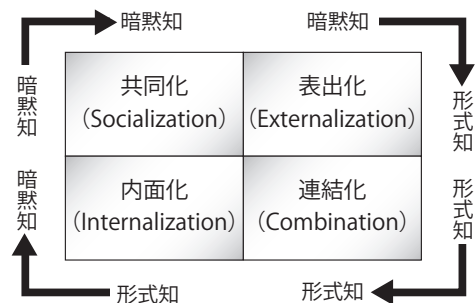 暗黙知
暗黙知
暗黙知
形式知
共同化
(Socialization)
表出化
(Externalization)
暗黙知
形式知
内面化
(Internalization)
連結化
(Combination)
形式知
形式知